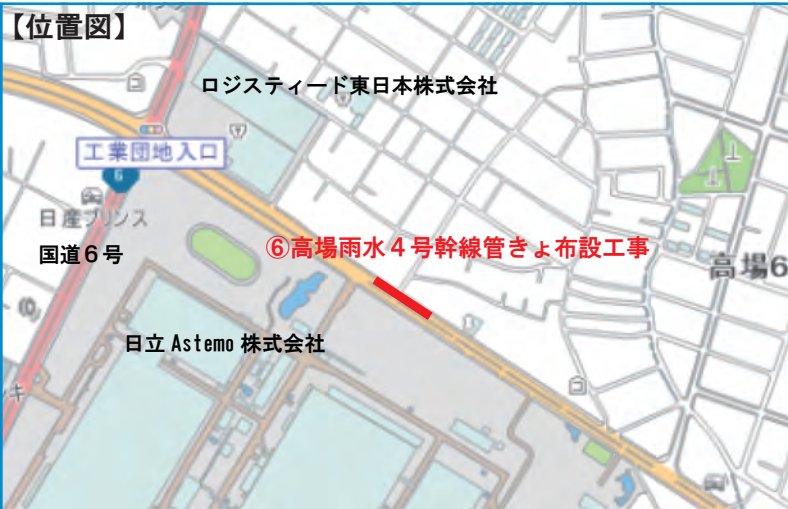 【位置図】
ロジスティード東日本株式会社
工業団地入口
6
日産プリンス
国道6号
⑥高場雨水4号幹線管きょ布設工事
高場6
日立 Astemo 株式会社